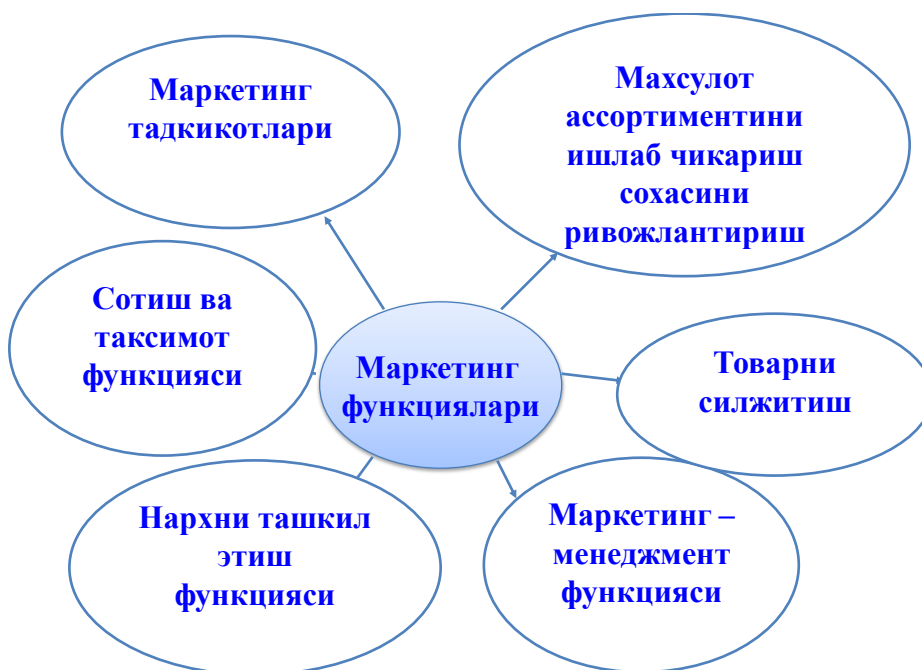 Маркетинг
тадкикотлари
Махсулот
ассортиментини
ишлаб чикариш
сохасини
ривожлантириш
Сотиш ва
таксимот
функцияси
Маркетинг
функциялари
Товарни
силжитиш
Нархни ташкил
этиш
функцияси
Маркетинг –
менеджмент
функцияси